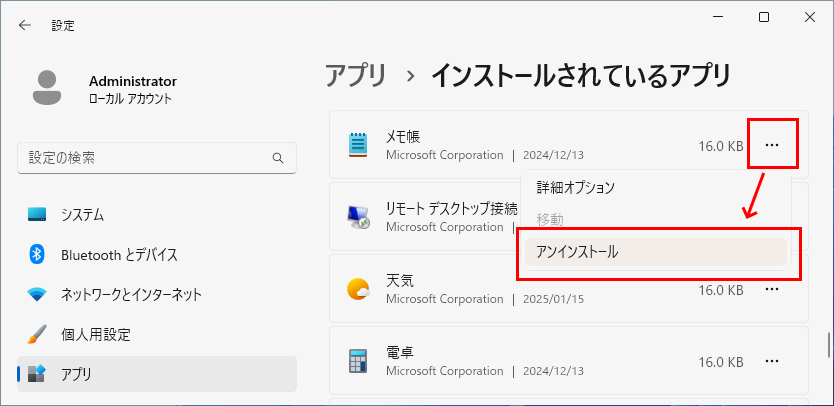 設定
Administrator
ローカル アカウント
設定の検索
システム
Bluetooth とデバイス
ネットワークとインターネット
個人用設定
アプリ
アプリ › インストールされているアプリ
メモ帳
Microsoft Corporation | 2024/12/13
16.0 KB
詳細オプション
移動
アンインストール
リモート デスクトップ接続
Microsoft Corporation
天気
Microsoft Corporation | 2025/01/15
16.0 KB
電卓
Microsoft Corporation | 2024/12/13
16.0 KB